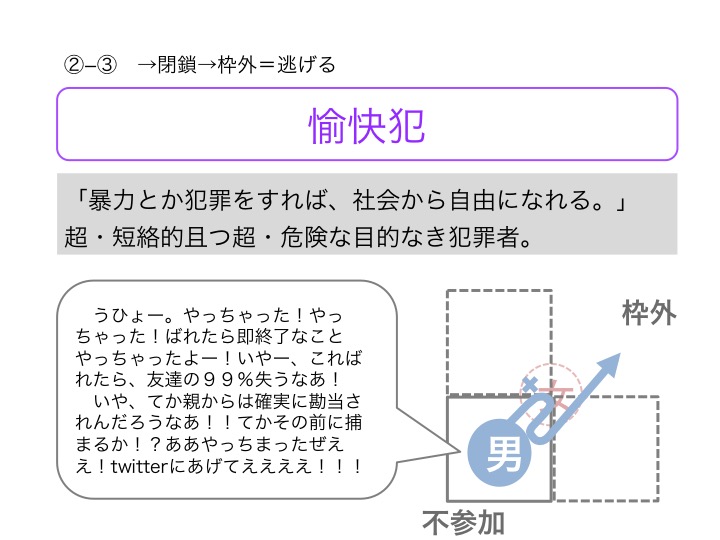 ②–③　→閉鎖→枠外＝逃げる
愉快犯
「暴力とか犯罪をすれば、社会から自由になれる。」
超・短絡的且つ超・危険な目的なき犯罪者。
　うひょー。やっちゃった！やっ
ちゃった！ばれたら即終了なこと
やっちゃったよー！いやー、これば
れたら、友達の９９％失うなあ！
　いや、てか親からは確実に勘当さ
れんだろうなあ！！てかその前に捕
まるか！？ああやっちまったぜえ
え！twitterにあげてええええ！！！
枠外
女
男
不参加